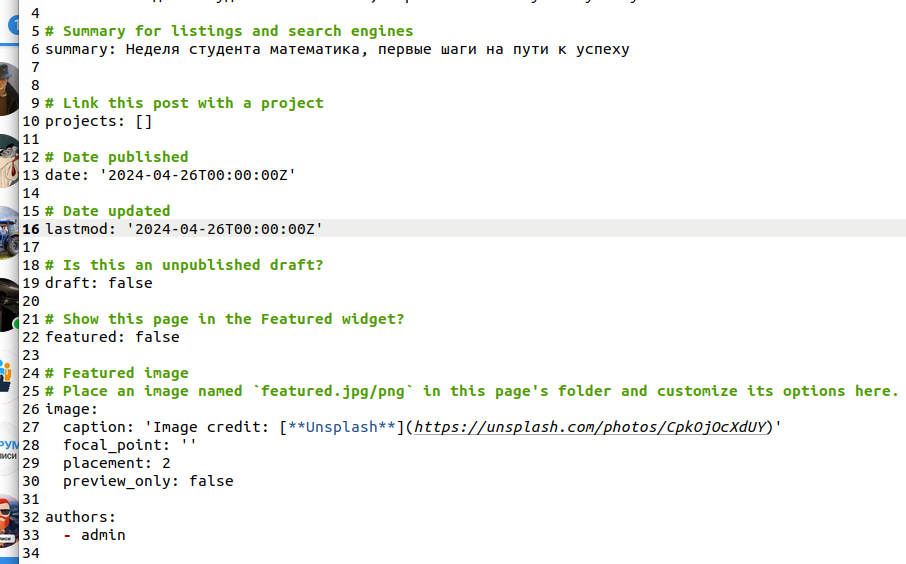 4
5 # Summary for listings and search engines
6 summary: Неделя студента математика, первые шаги на пути к успеху
7
8
9 # Link this post with a project
10 projects: []
11
12 # Date published
13 date: '2024-04-26T00:00:00Z'
14
15 # Date updated
16 lastmod: '2024-04-26T00:00:00Z'
17
18 # Is this an unpublished draft?
19 draft: false
20
21 # Show this page in the Featured widget?
22 featured: false
23
24 # Featured image
25 # Place an image named `featured.jpg/png` in this page's folder and customize its options here.
26 image:
27   caption: 'Image credit: [**Unsplash**](https://unsplash.com/photos/CpkOjOcXdUY)'
28   focal_point: ''
29   placement: 2
30   preview_only: false
31
32 authors:
33   - admin
34